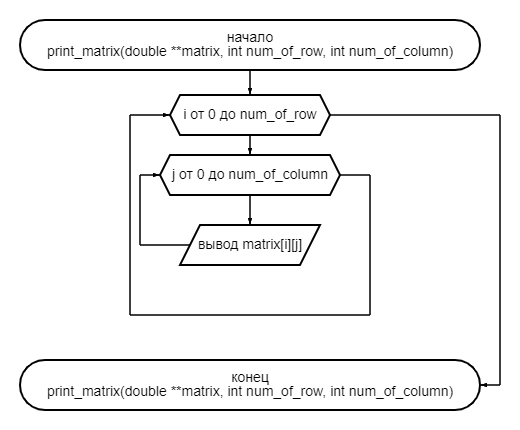 начало
print_matrix(double **matrix, int num_of_row, int num_of_column)
i от 0 до num_of_row
j от 0 до num_of_column
вывод matrix[i][j]
конец
print_matrix(double **matrix, int num_of_row, int num_of_column)